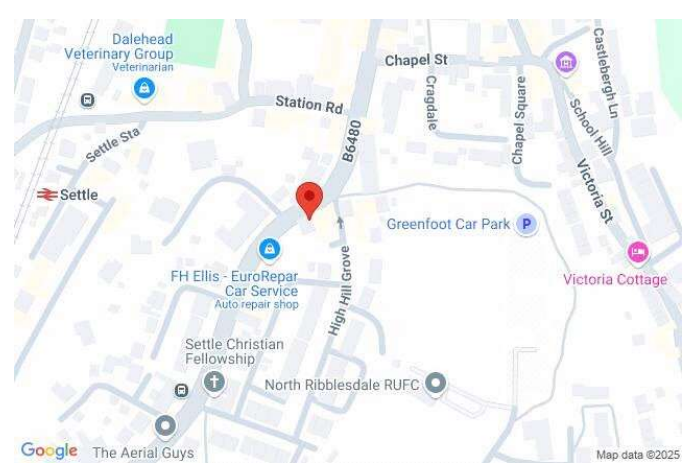 Dalehead
Veterinary Group
Veterinarian
Chapel St
Castlebergh Ln
Station Rd
Cragdale
B6480
Chapel Square
School Hill
Settle Sta
Victoria St
Settle
Greenfoot Car Park P
FH Ellis - EuroRepar
Car Service
Auto repair shop
High Hill Grove
Victoria Cottage
Settle Christian
Fellowship
North Ribblesdale RUFC
The Aerial Guys
Google
Map data ©2025